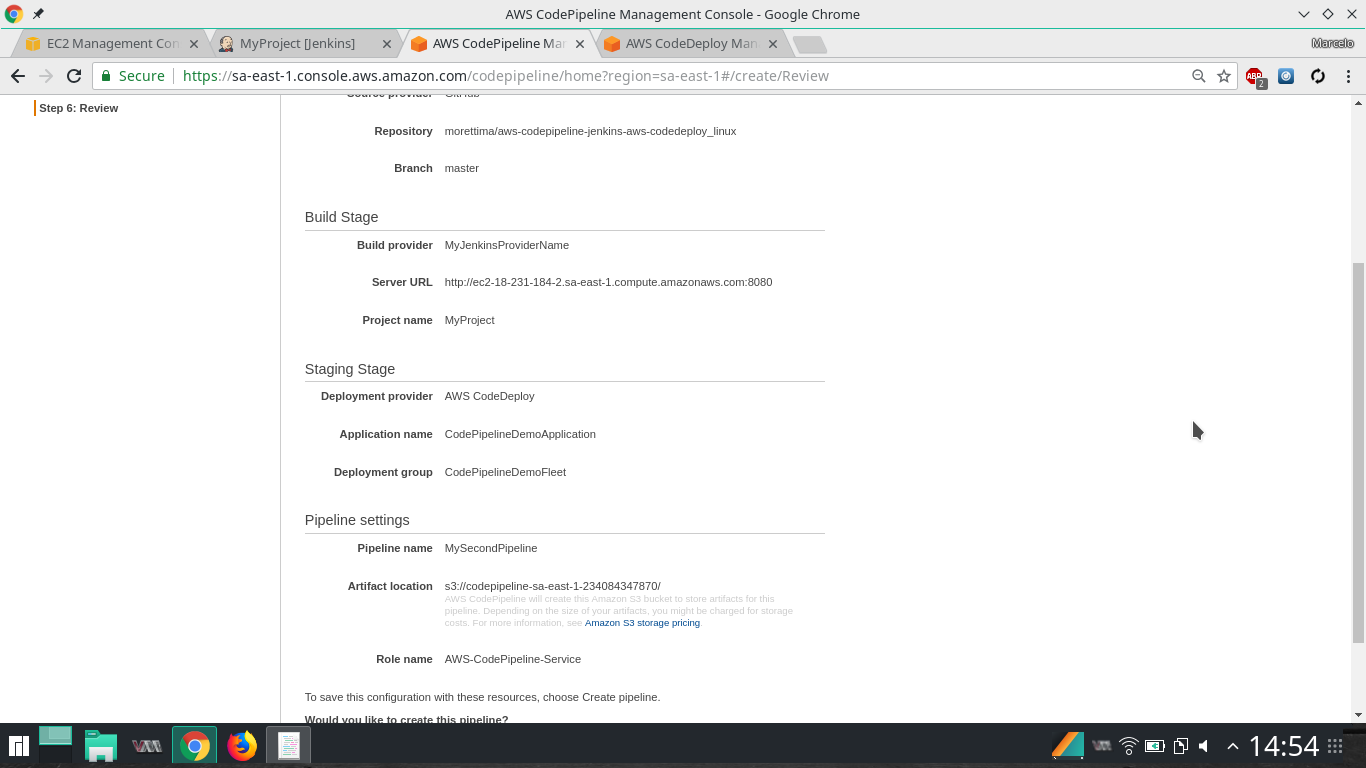 AWS CodePipeline Management Console - Google Chrome
EC2 Management Con
MyProject [Jenkins]
AWS CodePipeline Man
AWS CodeDeploy Man
Marcelo
Secure
https://sa-east-1.console.aws.amazon.com/codepipeline/home?region=sa-east-1#/create/Review
ABP
2
Step 6: Review
Source provider GitHub
Repository morettima/aws-codepipeline-jenkins-aws-codedeploy_linux
Branch master
Build Stage
Build provider MyJenkinsProviderName
Server URL http://ec2-18-231-184-2.sa-east-1.compute.amazonaws.com:8080
Project name MyProject
Staging Stage
Deployment provider AWS CodeDeploy
Application name CodePipelineDemoApplication
Deployment group CodePipelineDemoFleet
Pipeline settings
Pipeline name MySecondPipeline
Artifact location s3://codepipeline-sa-east-1-234084347870/
AWS CodePipeline will create this Amazon S3 bucket to store artifacts for this
pipeline. Depending on the size of your artifacts, you might be charged for storage
costs. For more information, see Amazon S3 storage pricing.
Role name AWS-CodePipeline-Service
To save this configuration with these resources, choose Create pipeline.
Would you like to create this pipeline?
14:54